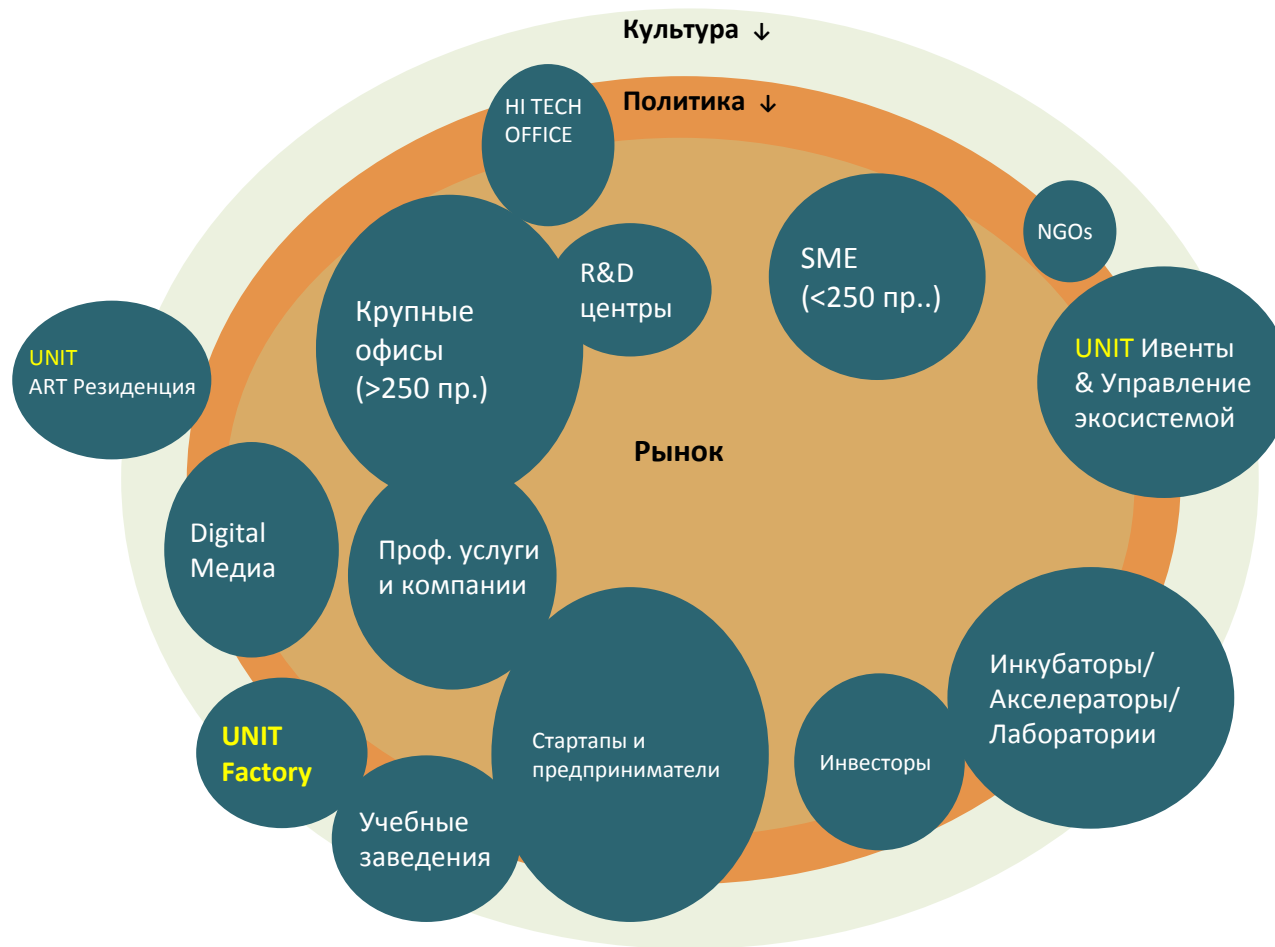 Культура ↓
Политика ↓
HI TECH
OFFICE
NGOs
SME
(<250 пр..)
R&D
центры
Крупные
офисы
(>250 пр.)
UNIT
ART Резиденция
UNIT Ивенты
& Управление
экосистемой
Рынок
Digital
Медиа
Проф. услуги
и компании
Инкубаторы/
Акселераторы/
Лаборатории
UNIT
Factory
Стартапы и
предприниматели
Инвесторы
Учебные
заведения